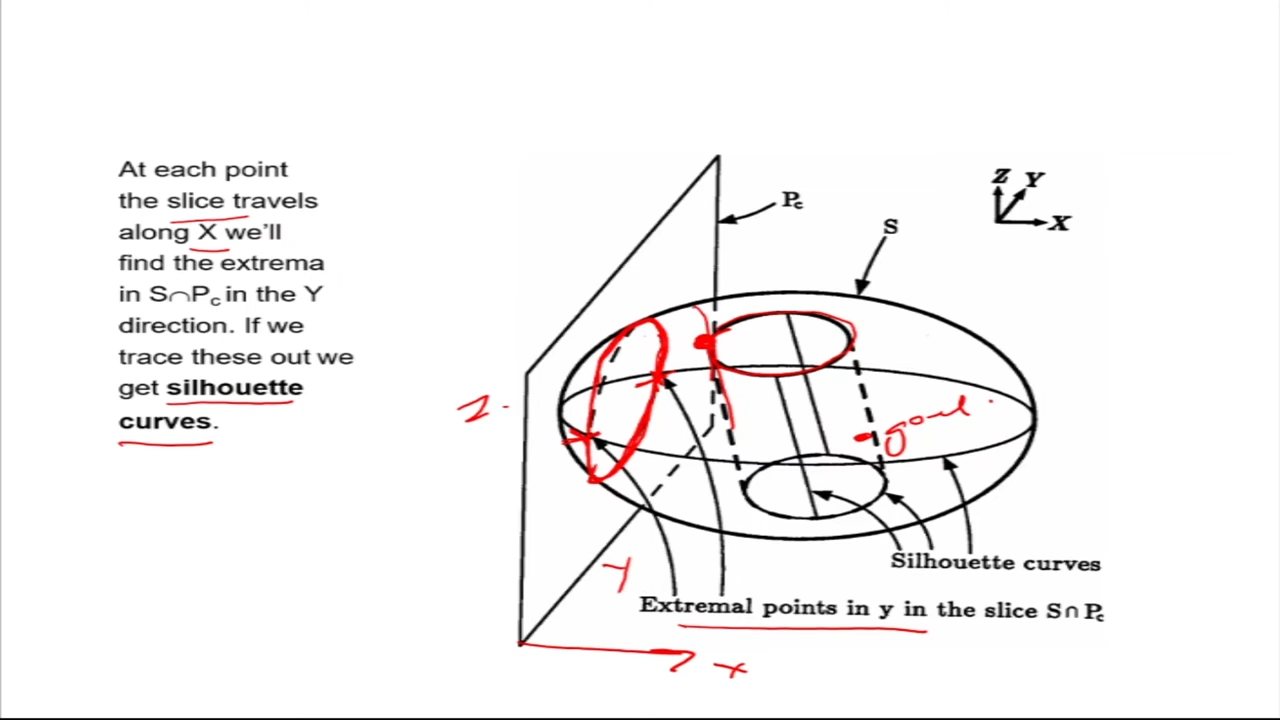 At each point
the slice travels
along X we'll
find the extrema
in S∩Pc in the Y
direction. If we
trace these out we
get silhouette
curves.
Pc
S
Z Y
X
Z
goal.
Silhouette curves
Y
Extremal points in y in the slice S∩Pc
X